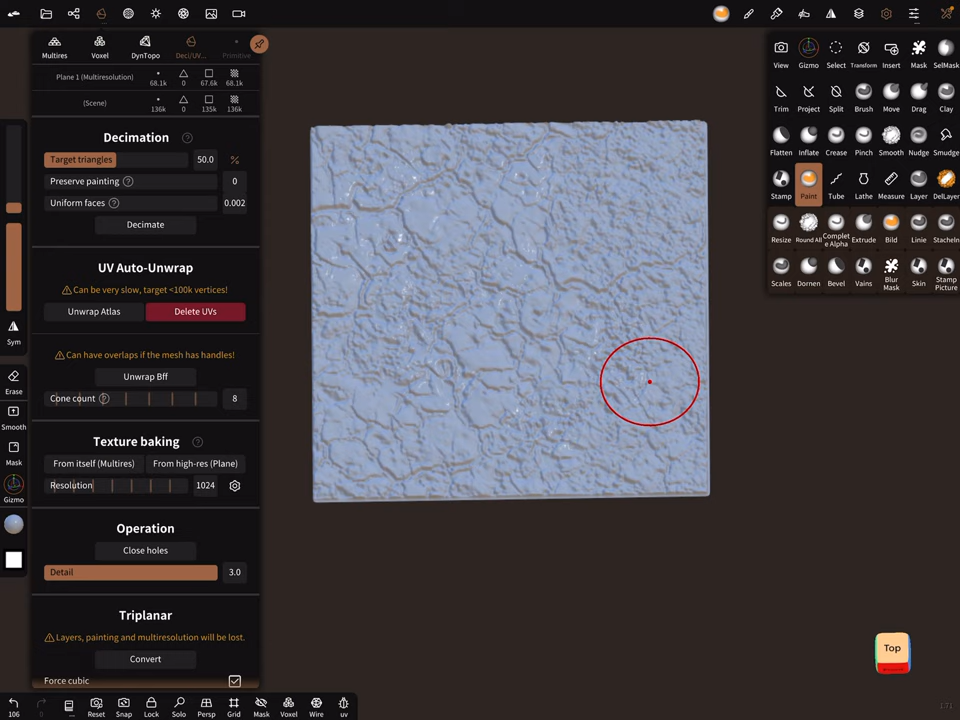 Multires Voxel DynTopo Deci/UV... Primitive
Plane 1 (Multiresolution) 68.1k 0 67.6k 68.1k
(Scene) 136k 0 135k 136k
Decimation ?
Target triangles 50.0 %
Preserve painting ? 0
Uniform faces ? 0.002
Decimate
UV Auto-Unwrap
Can be very slow, target <100k vertices!
Unwrap Atlas Delete UVs
Can have overlaps if the mesh has handles!
Unwrap Bff
Cone count ? 8
Texture baking ?
From itself (Multires) From high-res (Plane)
Resolution 1024
Operation
Close holes
Detail 3.0
Triplanar
Layers, painting and multiresolution will be lost.
Convert
Force cubic
Sym
Erase
Smooth
Mask
Gizmo
View Gizmo Select Transform Insert Mask SelMask
Trim Project Split Brush Move Drag Clay
Flatten Inflate Crease Pinch Smooth Nudge Smudge
Stamp Paint Tube Lathe Measure Layer DelLayer
Resize Round All Complet e Alpha Extrude Bild Linie Stacheln
Scales Dornen Bevel Vains Blur Mask Skin Stamp Picture
Top
106 ... Reset Snap Lock Solo Persp Grid Mask Voxel Wire uv
1.71